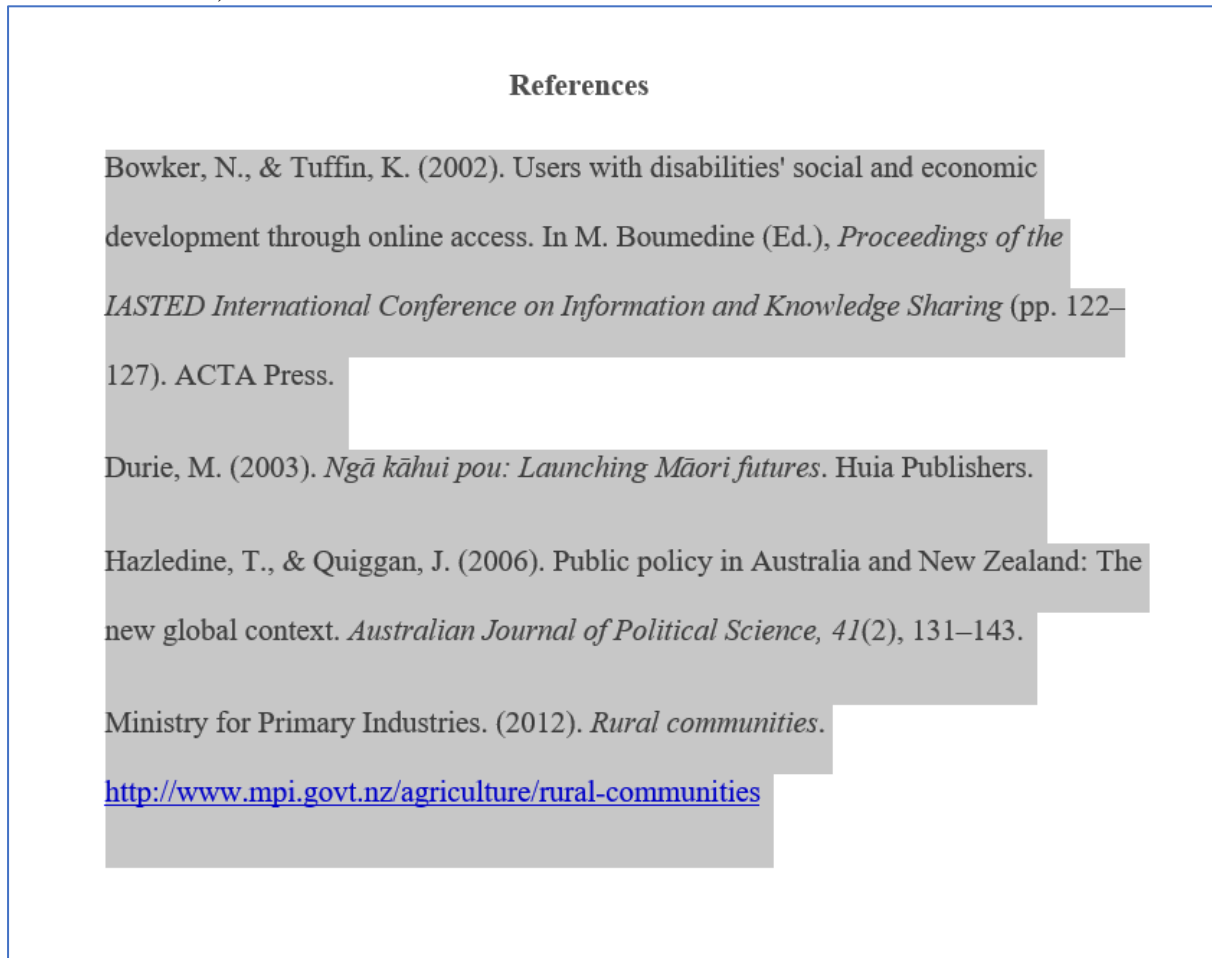 References
Bowker, N., & Tuffin, K. (2002). Users with disabilities' social and economic
development through online access. In M. Boumedine (Ed.), Proceedings of the
IASTED International Conference on Information and Knowledge Sharing (pp. 122–
127). ACTA Press.
Durie, M. (2003). Ngā kāhui pou: Launching Māori futures. Huia Publishers.
Hazledine, T., & Quiggan, J. (2006). Public policy in Australia and New Zealand: The
new global context. Australian Journal of Political Science, 41(2), 131–143.
Ministry for Primary Industries. (2012). Rural communities.
http://www.mpi.govt.nz/agriculture/rural-communities